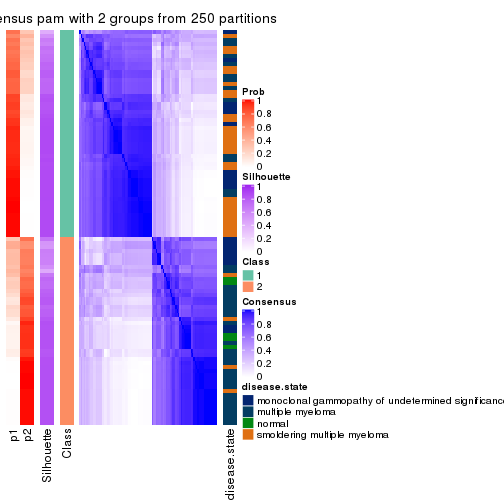 ensus pam with 2 groups from 250 partitions
Prob
1
0.8
0.6
0.4
0.2
0
Silhouette
1
0.8
0.6
0.4
0.2
0
Class
1
2
Consensus
1
0.8
0.6
0.4
0.2
0
disease.state
monoclonal gammopathy of undetermined significance
multiple myeloma
normal
smoldering multiple myeloma
p1
p2
Silhouette
Class
disease.state